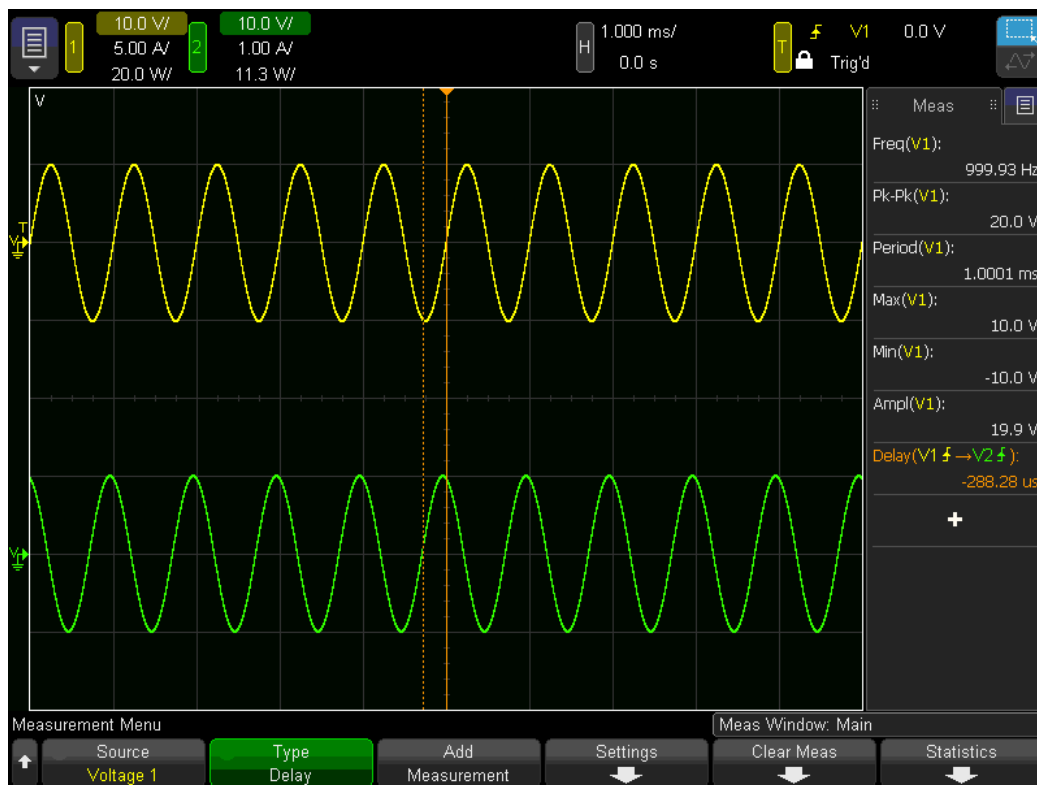 1
10.0 V/
5.00 A/
20.0 W/
2
10.0 V/
1.00 A/
11.3 W/
H
1.000 ms/
0.0 s
T
V1
0.0 V
Trig'd
V
T
V
V
Meas
Freq(V1):
999.93 Hz
Pk-Pk(V1):
20.0 V
Period(V1):
1.0001 ms
Max(V1):
10.0 V
Min(V1):
-10.0 V
Ampl(V1):
19.9 V
Delay(V1→V2):
-288.28 us
+
Measurement Menu
Meas Window: Main
Source
Voltage 1
Type
Delay
Add
Measurement
Settings
Clear Meas
Statistics